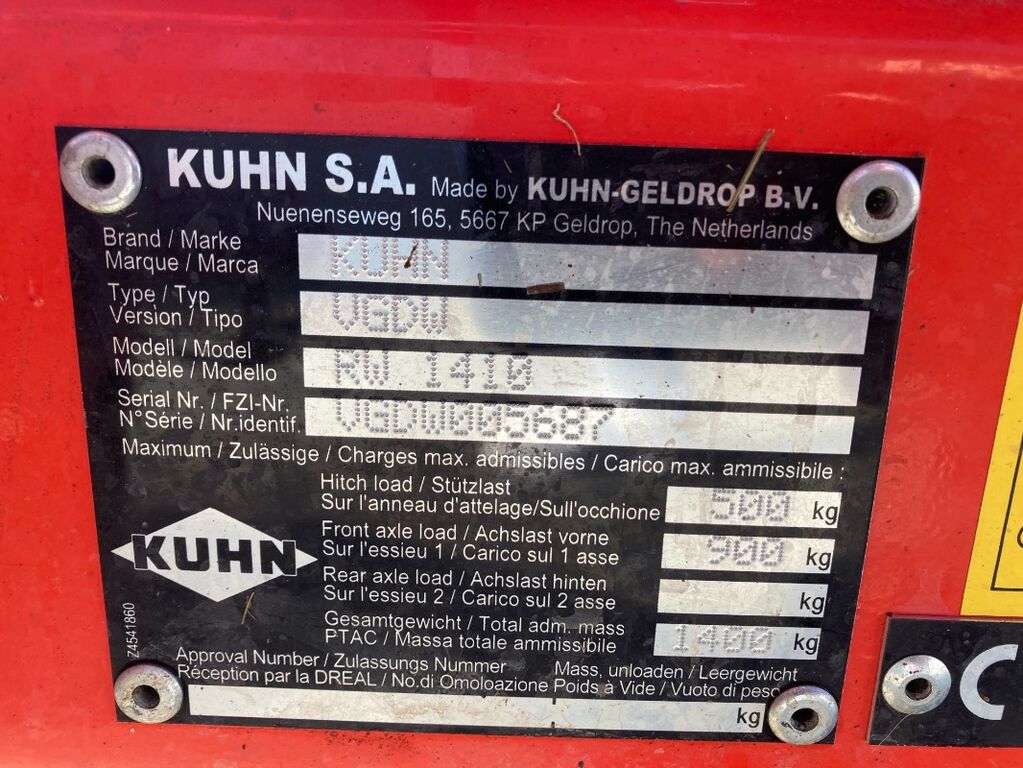 KUHN S.A. Made by KUHN-GELDROP B.V.
Nuenenseweg 165, 5667 KP Geldrop, The Netherlands
Brand / Marke
Marque / Marca
KUHN
Type / Typ
Version / Tipo
VGDW
Modell / Model
Modèle / Modello
RW 1410
Serial Nr. / FZI-Nr.
N° Série / Nr.identif.
VGDW005687
Maximum / Zulässige / Charges max. admissibles / Carico max. ammissibile :
Hitch load / Stützlast
Sur l'anneau d'attelage/Sull'occhione
500 kg
Front axle load / Achslast vorne
Sur l'essieu 1 / Carico sul 1 asse
900 kg
Rear axle load / Achslast hinten
Sur l'essieu 2 / Carico sul 2 asse
kg
Gesamtgewicht / Total adm. mass
PTAC / Massa totale ammissibile
1400 kg
KUHN
Z4541860
Approval Number / Zulassungs Nummer
Réception par la DREAL / No.di Omoloazione
Mass, unloaden / Leergewicht
Poids à Vide / Vuoto di peso
kg
C